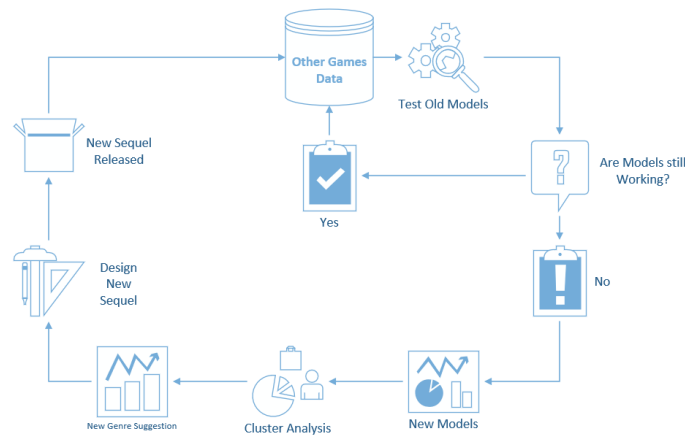 Other Games
Data
Test Old Models
New Sequel
Released
Are Models still
Working?
Yes
Design
New
Sequel
No
New Genre Suggestion
Cluster Analysis
New Models